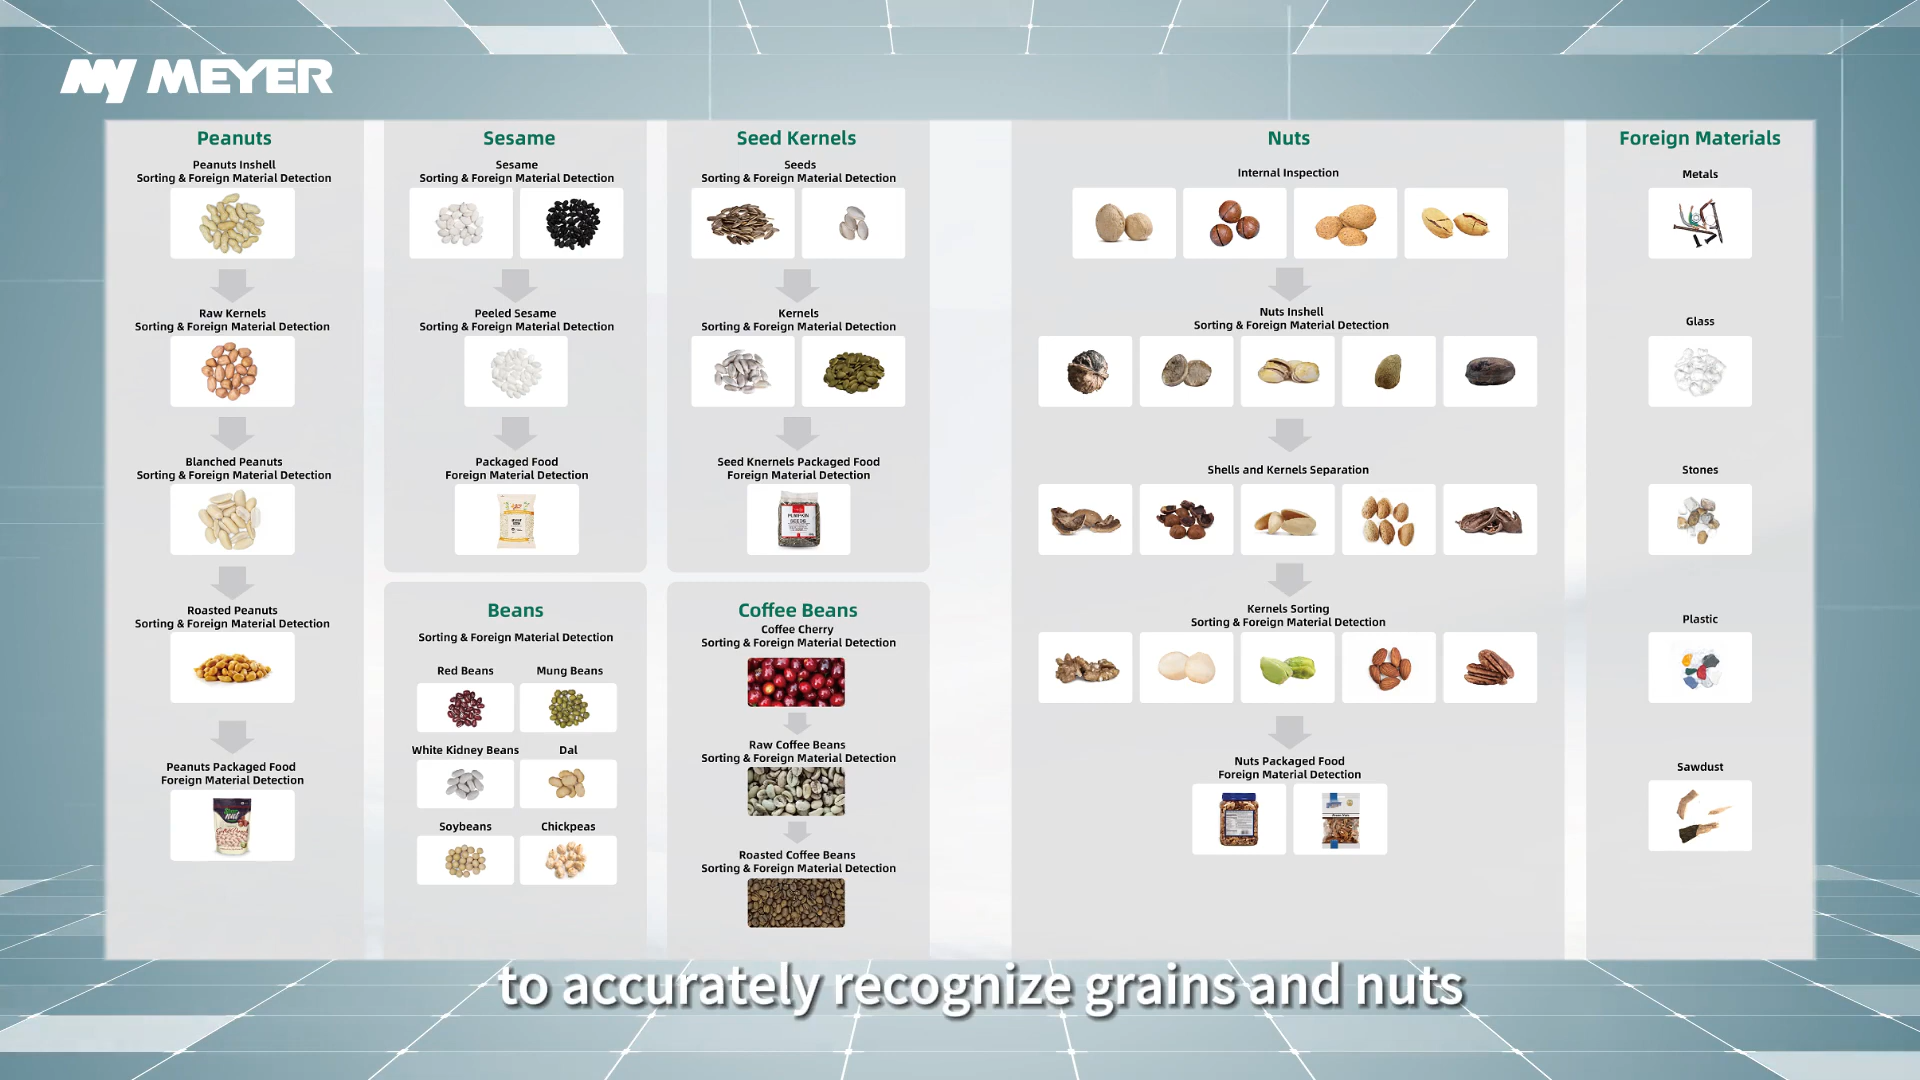 MEYER
Peanuts
Peanuts Inshell
Sorting & Foreign Material Detection
Raw Kernels
Sorting & Foreign Material Detection
Blanched Peanuts
Sorting & Foreign Material Detection
Roasted Peanuts
Sorting & Foreign Material Detection
Peanuts Packaged Food
Foreign Material Detection
Sesame
Sesame
Sorting & Foreign Material Detection
Peeled Sesame
Sorting & Foreign Material Detection
Packaged Food
Foreign Material Detection
Beans
Sorting & Foreign Material Detection
Red Beans
Mung Beans
White Kidney Beans
Dal
Soybeans
Chickpeas
Seed Kernels
Seeds
Sorting & Foreign Material Detection
Kernels
Sorting & Foreign Material Detection
Seed Knernels Packaged Food
Foreign Material Detection
PUMPKIN
SEEDS
Coffee Beans
Coffee Cherry
Sorting & Foreign Material Detection
Raw Coffee Beans
Sorting & Foreign Material Detection
Roasted Coffee Beans
Sorting & Foreign Material Detection
Nuts
Internal Inspection
Nuts Inshell
Sorting & Foreign Material Detection
Shells and Kernels Separation
Kernels Sorting
Sorting & Foreign Material Detection
Nuts Packaged Food
Foreign Material Detection
Foreign Materials
Metals
Glass
Stones
Plastic
Sawdust
to accurately recognize grains and nuts